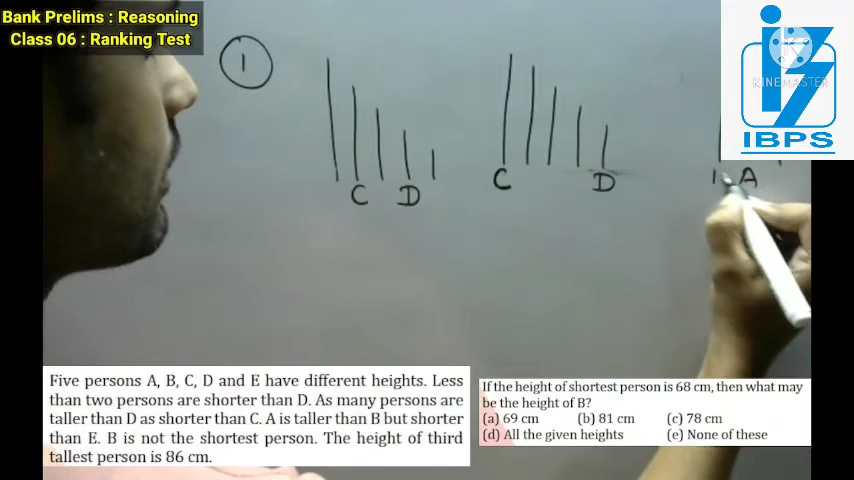 Bank Prelims : Reasoning
Class 06 : Ranking Test
1
KINEMASTER
IBPS
C D
C D
A
Five persons A, B, C, D and E have different heights. Less
than two persons are shorter than D. As many persons are
taller than D as shorter than C. A is taller than B but shorter
than E. B is not the shortest person. The height of third
tallest person is 86 cm.
If the height of shortest person is 68 cm, then what may
be the height of B?
(a) 69 cm (b) 81 cm (c) 78 cm
(d) All the given heights (e) None of these